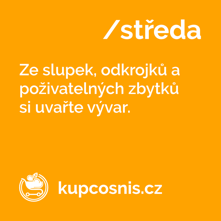 /středa
Ze slupek, odkrojků a
poživatelných zbytků
si uvařte vývar.
kupcosnis.cz